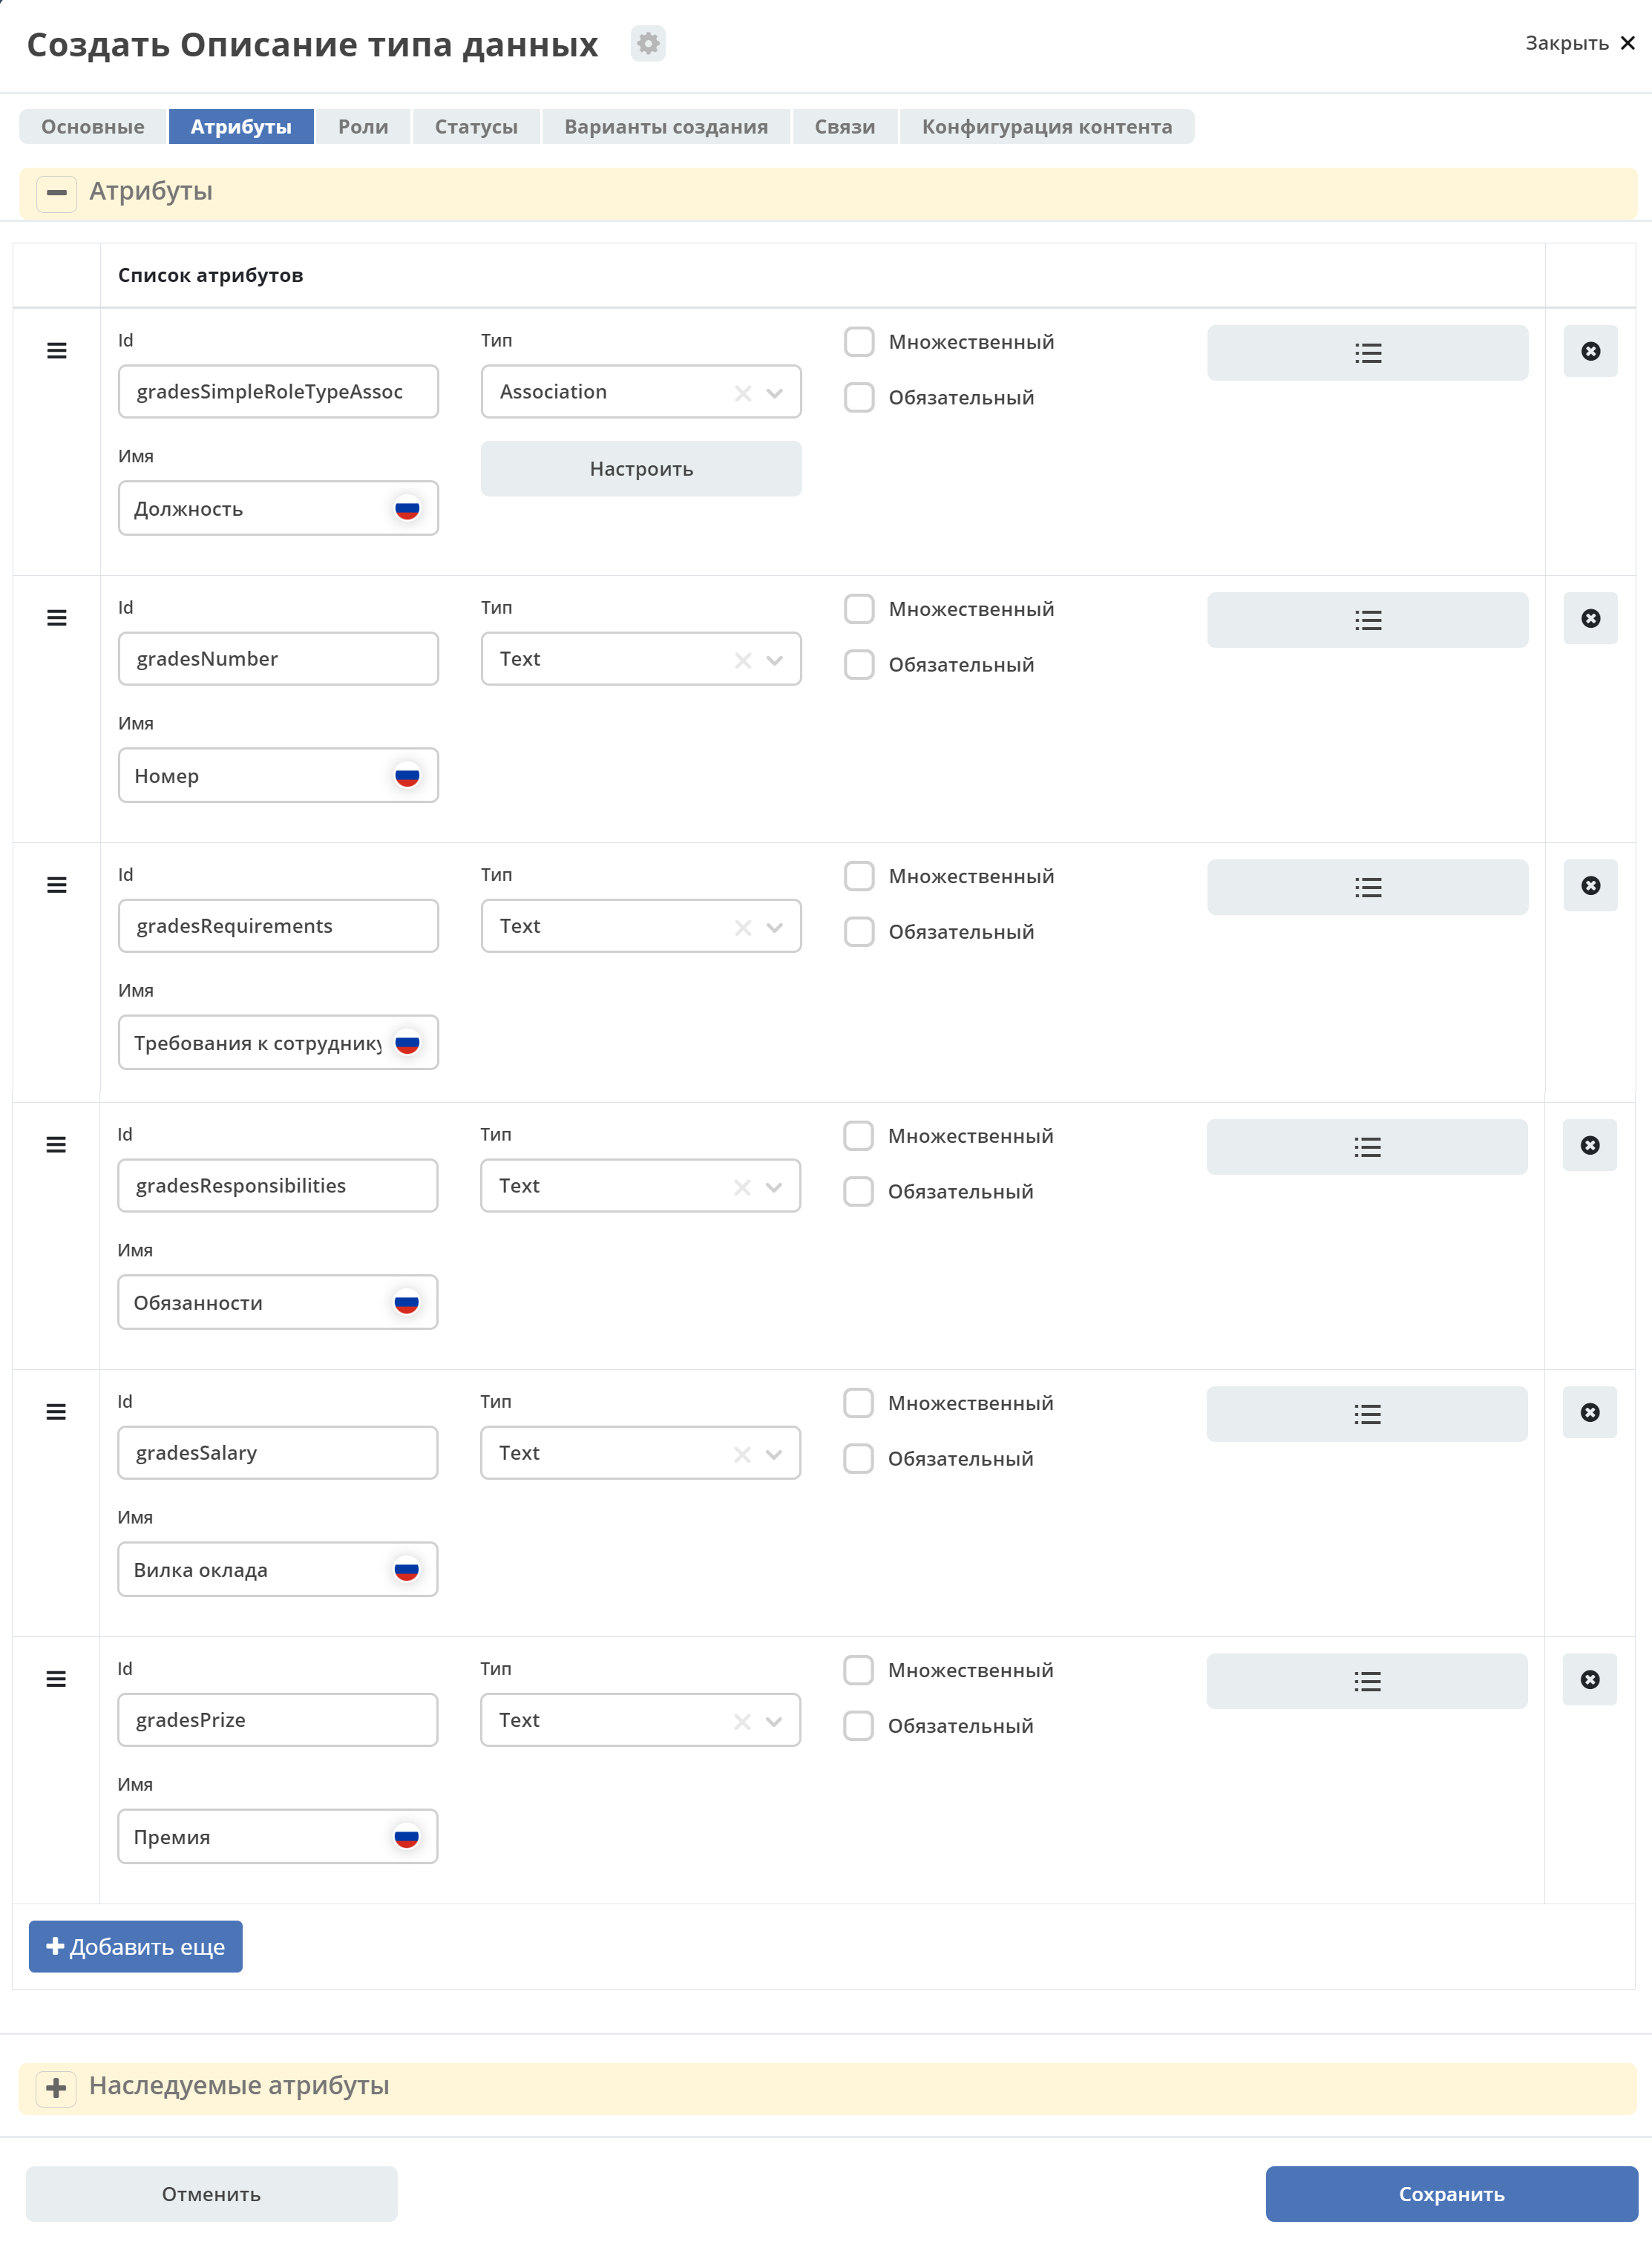 Создать Описание типа данных
Закрыть
Основные Атрибуты Роли Статусы Варианты создания Связи Конфигурация контента
Атрибуты
Список атрибутов
Id Тип Множественный
gradesSimpleRoleTypeAssoc Association Обязательный
Имя Настроить
Должность
Id Тип Множественный
gradesNumber Text Обязательный
Имя
Номер
Id Тип Множественный
gradesRequirements Text Обязательный
Имя
Требования к сотруднику
Id Тип Множественный
gradesResponsibilities Text Обязательный
Имя
Обязанности
Id Тип Множественный
gradesSalary Text Обязательный
Имя
Вилка оклада
Id Тип Множественный
gradesPrize Text Обязательный
Имя
Премия
Добавить еще
Наследуемые атрибуты
Отменить Сохранить